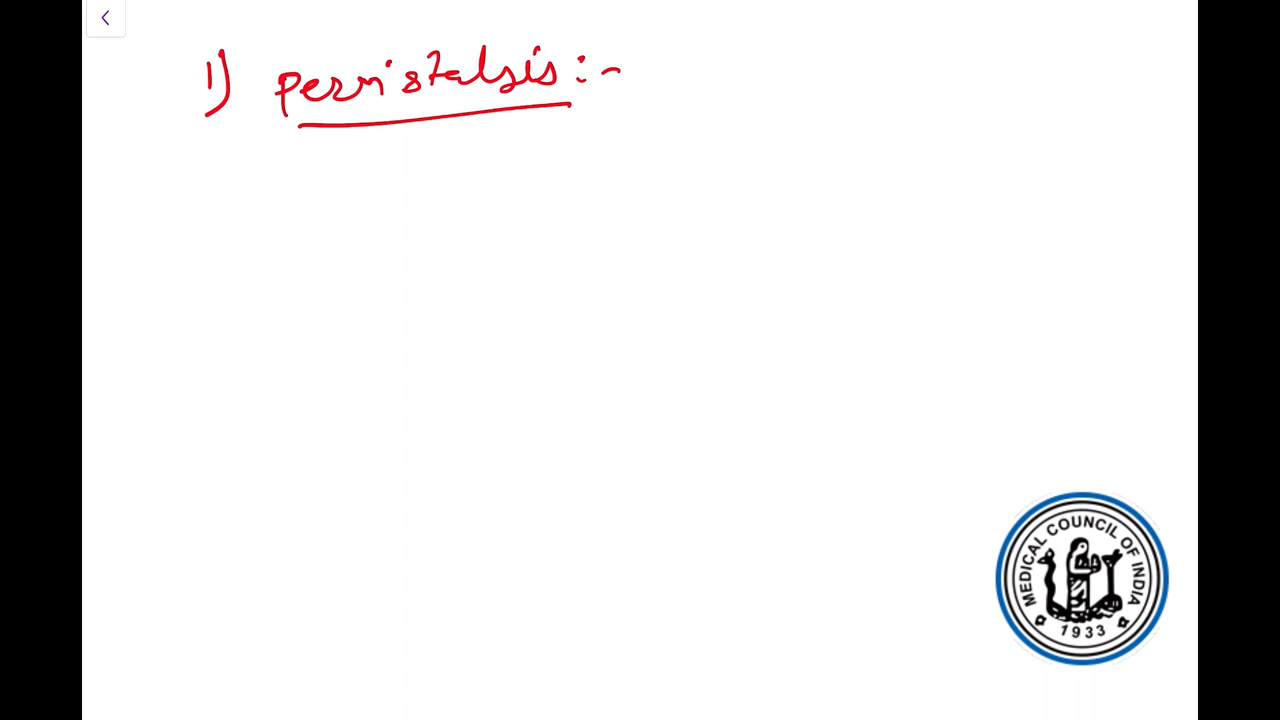 1) Peristalsis :-
MEDICAL COUNCIL OF INDIA
1933